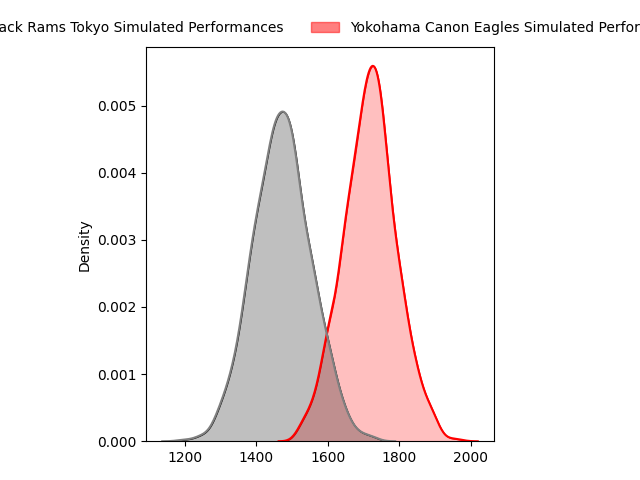 ack Rams Tokyo Simulated Performances
Yokohama Canon Eagles Simulated Perfor
0.005
0.004
0.003
0.002
0.001
0.000
Density
1200 1400 1600 1800 2000